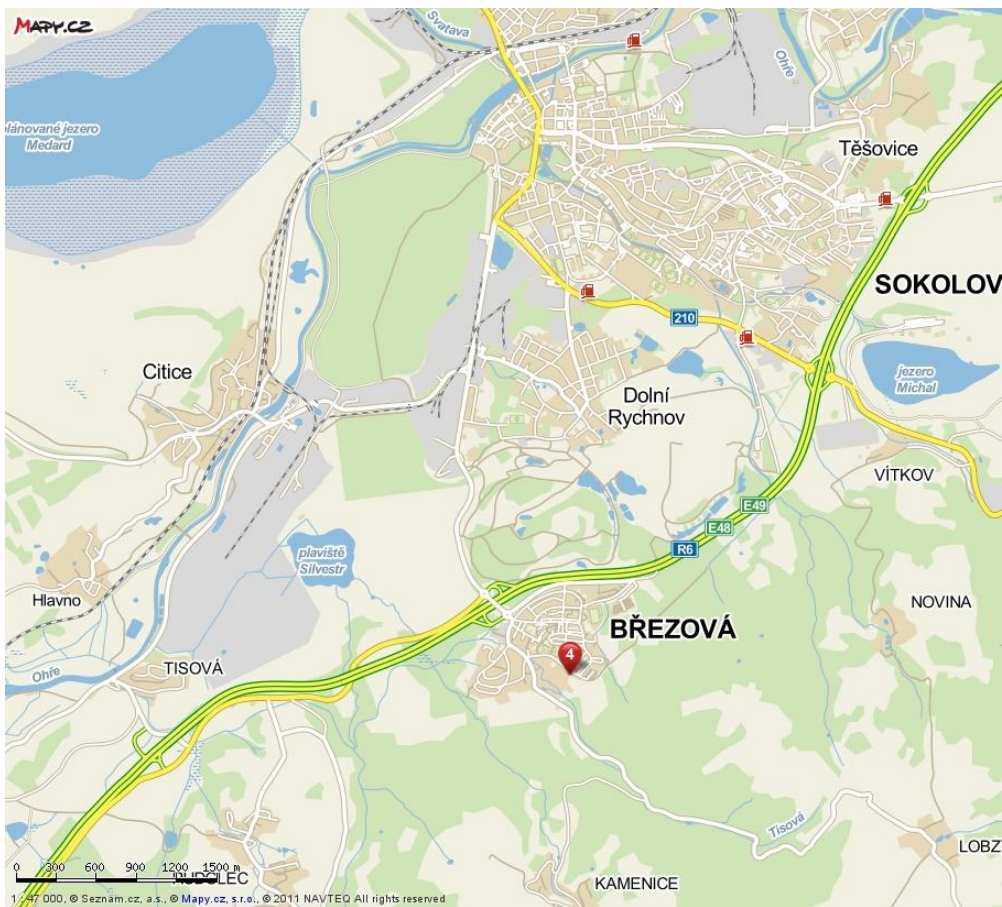 MAPY.CZ
Svatava
Ohře
plánované jezero
Medard
Těšovice
SOKOLOV
210
jezero
Michal
Citice
Dolní
Rychnov
VÍTKOV
E49
E48
R6
plaviště
Silvestr
Hlavno
NOVINA
BŘEZOVÁ
4
TISOVÁ
Ohře
Tisová
LOBZ
0 300 600 900 1200 1500 m
RUDOLEC
KAMENICE
1 : 47 000, © Seznam.cz, a.s., © Mapy.cz, s.r.o., © 2011 NAVTEQ All rights reserved